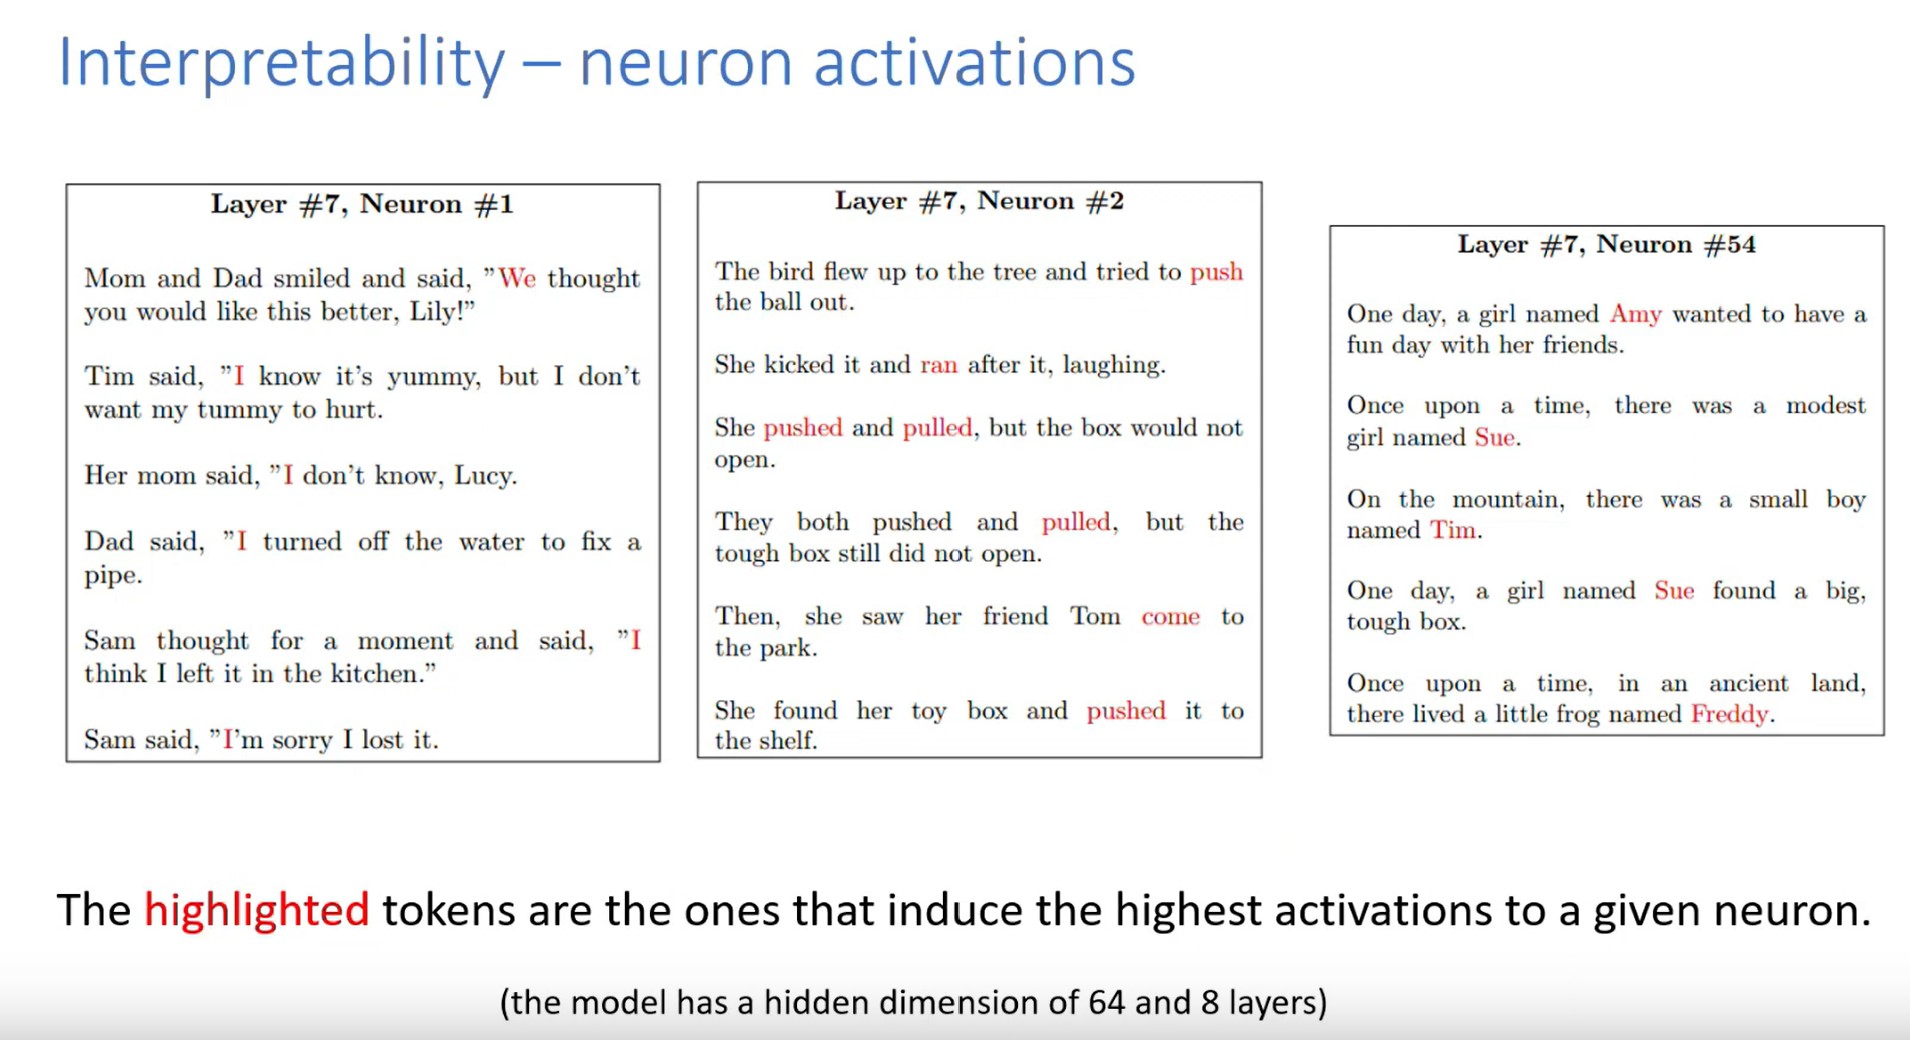 Interpretability – neuron activations
Layer #7, Neuron #1
Mom and Dad smiled and said, ”We thought
you would like this better, Lily!”
Tim said, ”I know it’s yummy, but I don’t
want my tummy to hurt.
Her mom said, ”I don’t know, Lucy.
Dad said, ”I turned off the water to fix a
pipe.
Sam thought for a moment and said, ”I
think I left it in the kitchen.”
Sam said, ”I’m sorry I lost it.
Layer #7, Neuron #2
The bird flew up to the tree and tried to push
the ball out.
She kicked it and ran after it, laughing.
She pushed and pulled, but the box would not
open.
They both pushed and pulled, but the
tough box still did not open.
Then, she saw her friend Tom come to
the park.
She found her toy box and pushed it to
the shelf.
Layer #7, Neuron #54
One day, a girl named Amy wanted to have a
fun day with her friends.
Once upon a time, there was a modest
girl named Sue.
On the mountain, there was a small boy
named Tim.
One day, a girl named Sue found a big,
tough box.
Once upon a time, in an ancient land,
there lived a little frog named Freddy.
The highlighted tokens are the ones that induce the highest activations to a given neuron.
(the model has a hidden dimension of 64 and 8 layers)